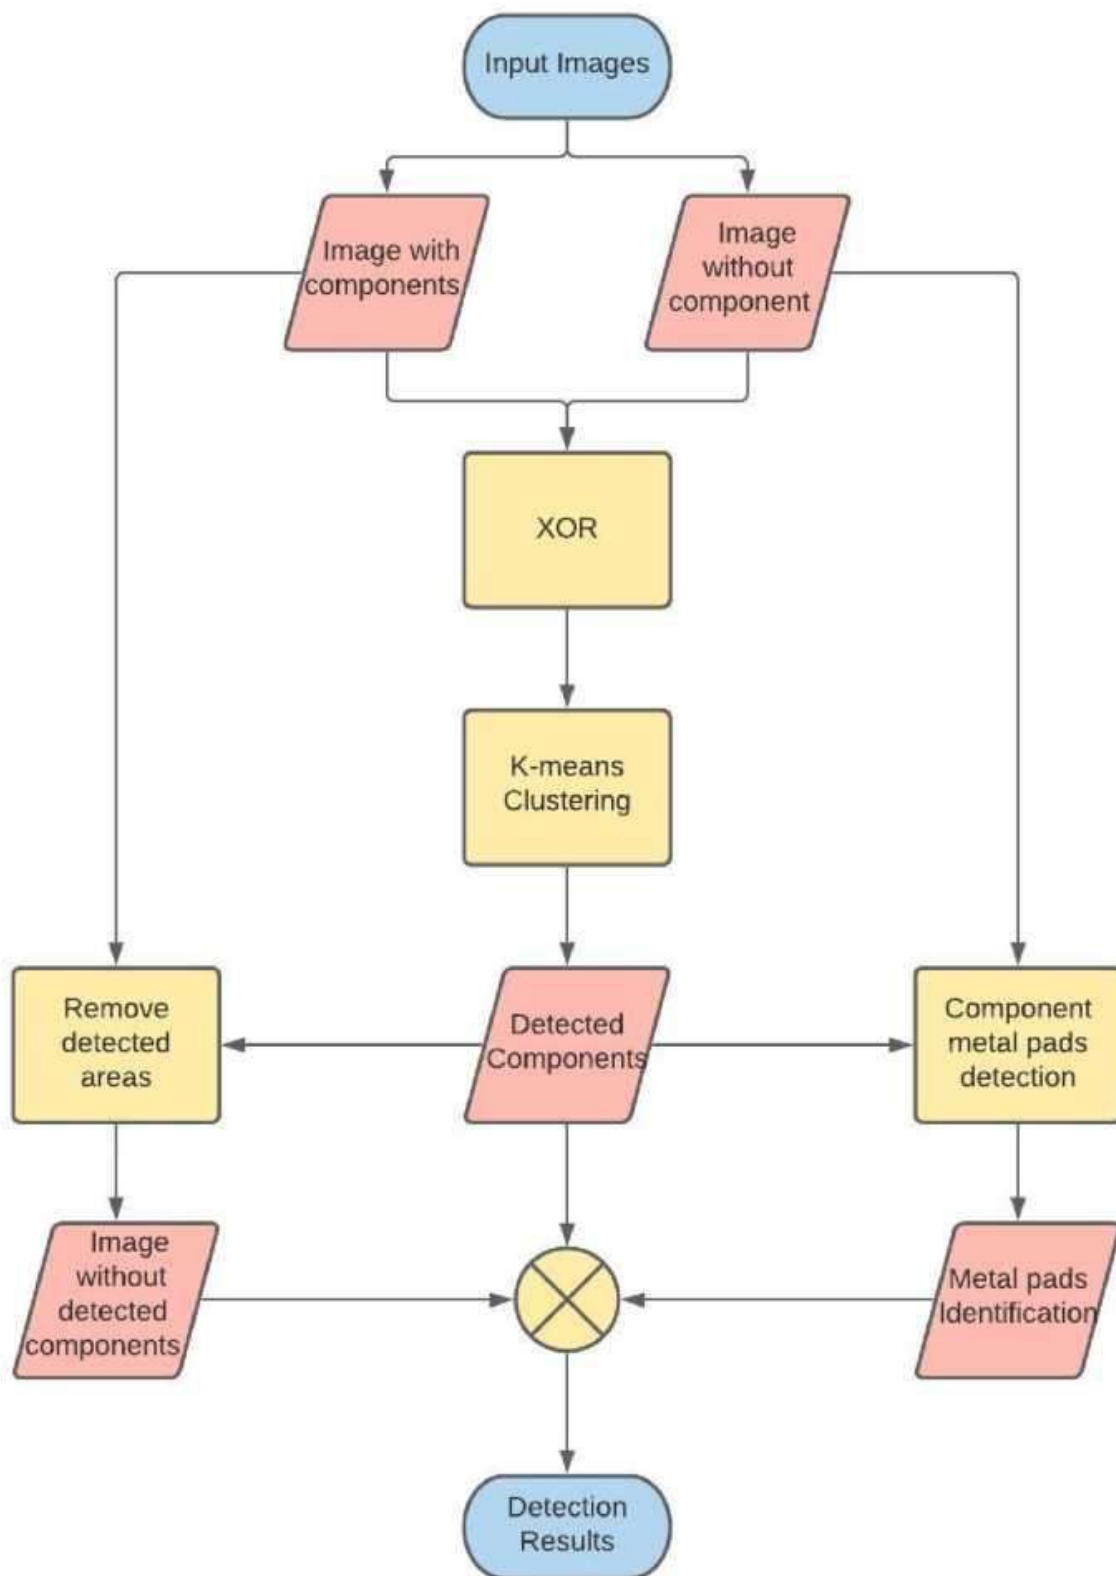 Input Images
Image with
components
Image
without
component
XOR
K-means
Clustering
Remove
detected
areas
Detected
Components
Component
metal pads
detection
Image
without
detected
components
Metal pads
Identification
Detection
Results